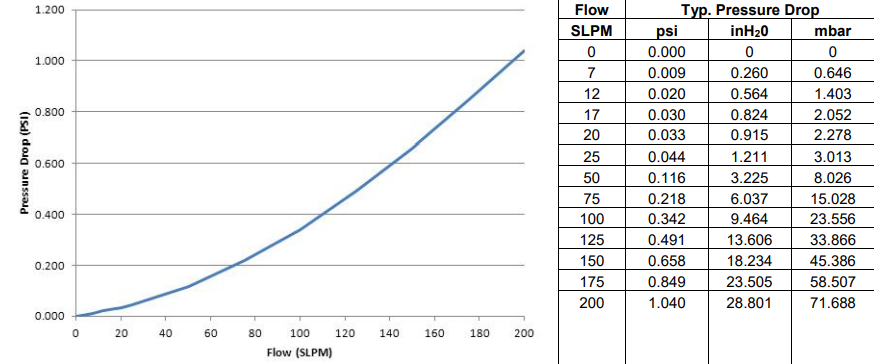 1.200
1.000
0.800
0.600
0.400
0.200
0.000
Pressure Drop (PSI)
0 20 40 60 80 100 120 140 160 180 200
Flow (SLPM)
Flow Typ. Pressure Drop
SLPM psi inH₂0 mbar
0 0.000 0 0
7 0.009 0.260 0.646
12 0.020 0.564 1.403
17 0.030 0.824 2.052
20 0.033 0.915 2.278
25 0.044 1.211 3.013
50 0.116 3.225 8.026
75 0.218 6.037 15.028
100 0.342 9.464 23.556
125 0.491 13.606 33.866
150 0.658 18.234 45.386
175 0.849 23.505 58.507
200 1.040 28.801 71.688